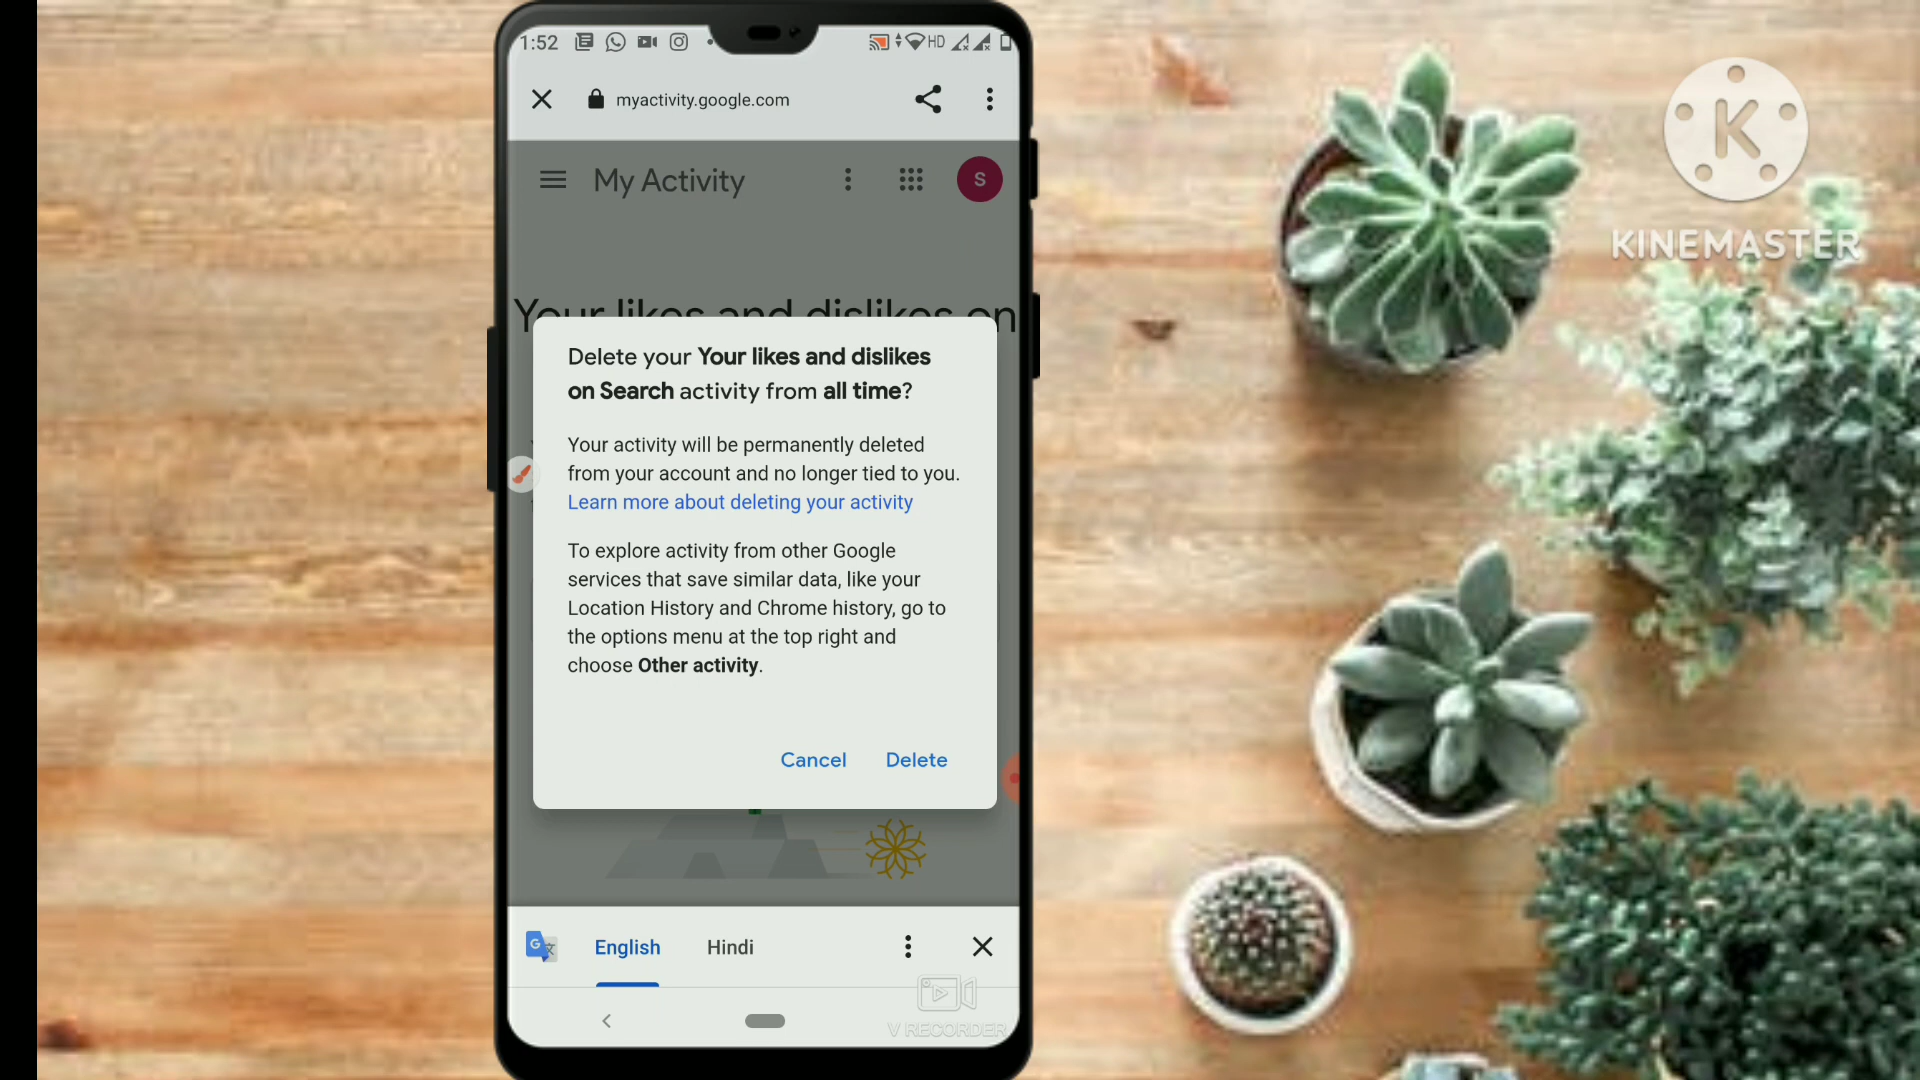 1:52
HD
myactivity.google.com
My Activity
S
Your likes and dislikes on
Delete your Your likes and dislikes
on Search activity from all time?
Your activity will be permanently deleted
from your account and no longer tied to you.
Learn more about deleting your activity
To explore activity from other Google
services that save similar data, like your
Location History and Chrome history, go to
the options menu at the top right and
choose Other activity.
Cancel Delete
G 文
English Hindi
V RECORDER
K
KINEMASTER